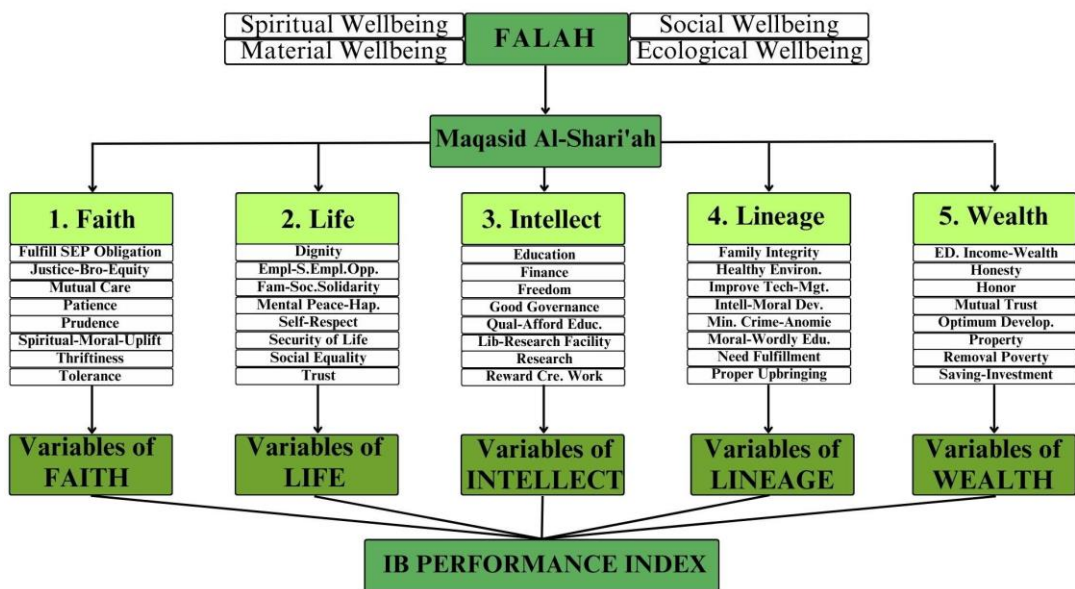 Spiritual Wellbeing
Material Wellbeing
FALAH
Social Wellbeing
Ecological Wellbeing
Maqasid Al-Shari'ah
1. Faith
Fulfill SEP Obligation
Justice-Bro-Equity
Mutual Care
Patience
Prudence
Spiritual-Moral-Uplift
Thriftiness
Tolerance
Variables of
FAITH
2. Life
Dignity
Empl-S.Empl.Opp.
Fam-Soc.Solidarity
Mental Peace-Hap.
Self-Respect
Security of Life
Social Equality
Trust
Variables of
LIFE
3. Intellect
Education
Finance
Freedom
Good Governance
Qual-Afford Educ.
Lib-Research Facility
Research
Reward Cre. Work
Variables of
INTELLECT
4. Lineage
Family Integrity
Healthy Environ.
Improve Tech-Mgt.
Intell-Moral Dev.
Min. Crime-Anomie
Moral-Wordly Edu.
Need Fulfillment
Proper Upbringing
Variables of
LINEAGE
5. Wealth
ED. Income-Wealth
Honesty
Honor
Mutual Trust
Optimum Develop.
Property
Removal Poverty
Saving-Investment
Variables of
WEALTH
IB PERFORMANCE INDEX